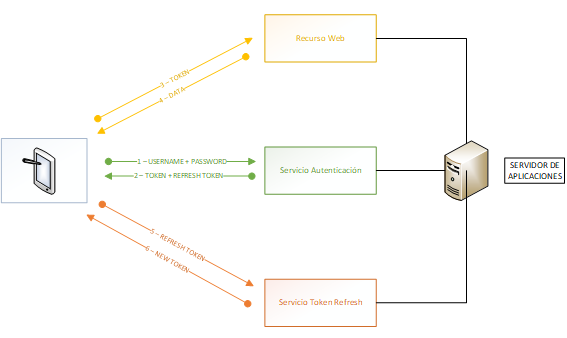 Recurso Web
3 – TOKEN
4 – DATA
1 – USERNAME + PASSWORD
2 – TOKEN + REFRESH TOKEN
Servicio Autenticación
SERVIDOR DE
APLICACIONES
5 – REFRESH TOKEN
6 – NEW TOKEN
Servicio Token Refresh